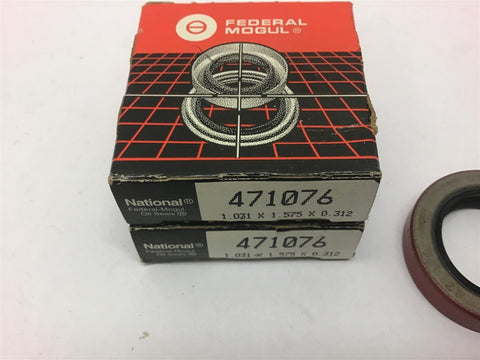 FEDERAL
MOGUL®
National®
Federal-Mogul
Oil Seals
471076
1.031 X 1.575 X 0.312
National®
Federal-Mogul
Oil Seals
471076
1.031 X 1.575 X 0.312